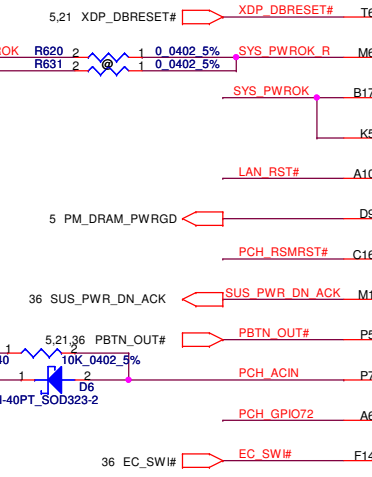 5,21 XDP_DBRESET# XDP_DBRESET# T6
ROK R620 2 1 0_0402_5% SYS_PWROK_R M6
R631 2 @ 1 0_0402_5%
SYS_PWROK B17
K5
LAN_RST# A10
5 PM_DRAM_PWRGD D9
PCH_RSMRST# C16
36 SUS_PWR_DN_ACK SUS_PWR_DN_ACK M1
5,21,36 PBTN_OUT# PBTN_OUT# P5
40 1 2 10K_0402_5%
1 2 PCH_ACIN P7
D6
-40PT_SOD323-2
PCH_GPIO72 A6
36 EC_SWI# EC_SWI# F14